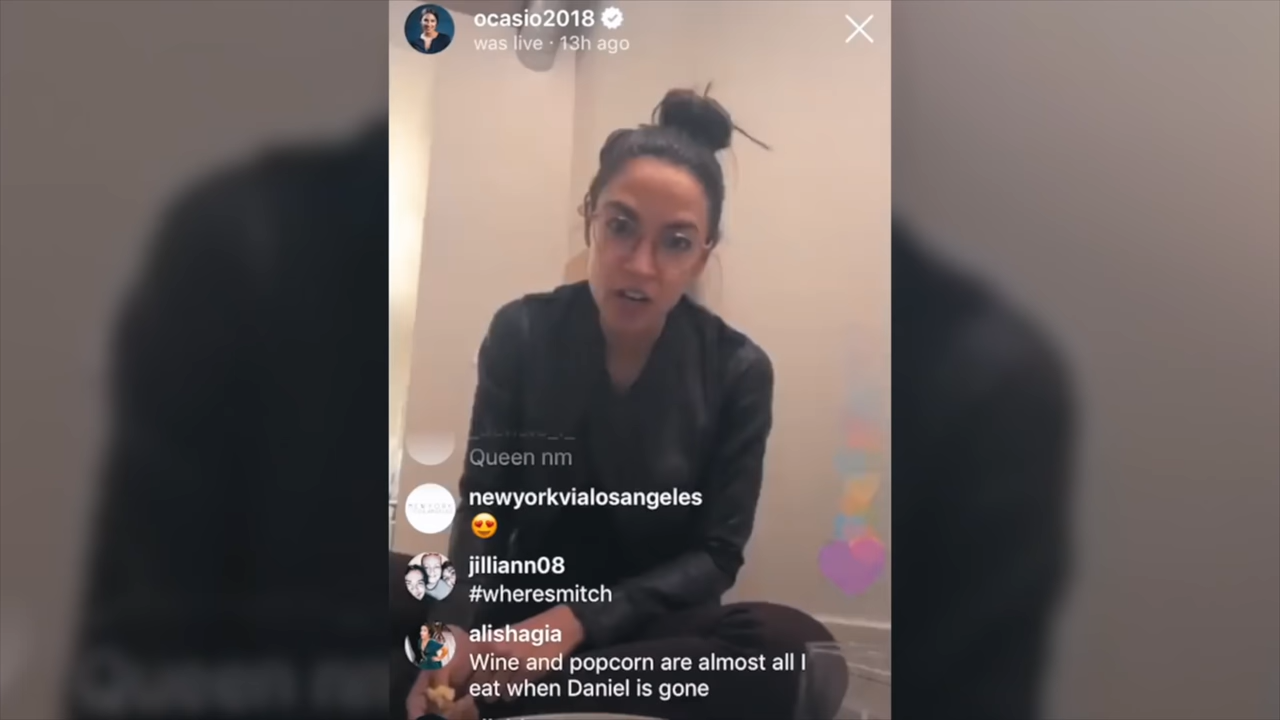 ocasio2018
was live · 13h ago
Queen nm
newyorkvialosangeles
😍
jilliann08
#wheresmitch
alishagia
Wine and popcorn are almost all I
eat when Daniel is gone